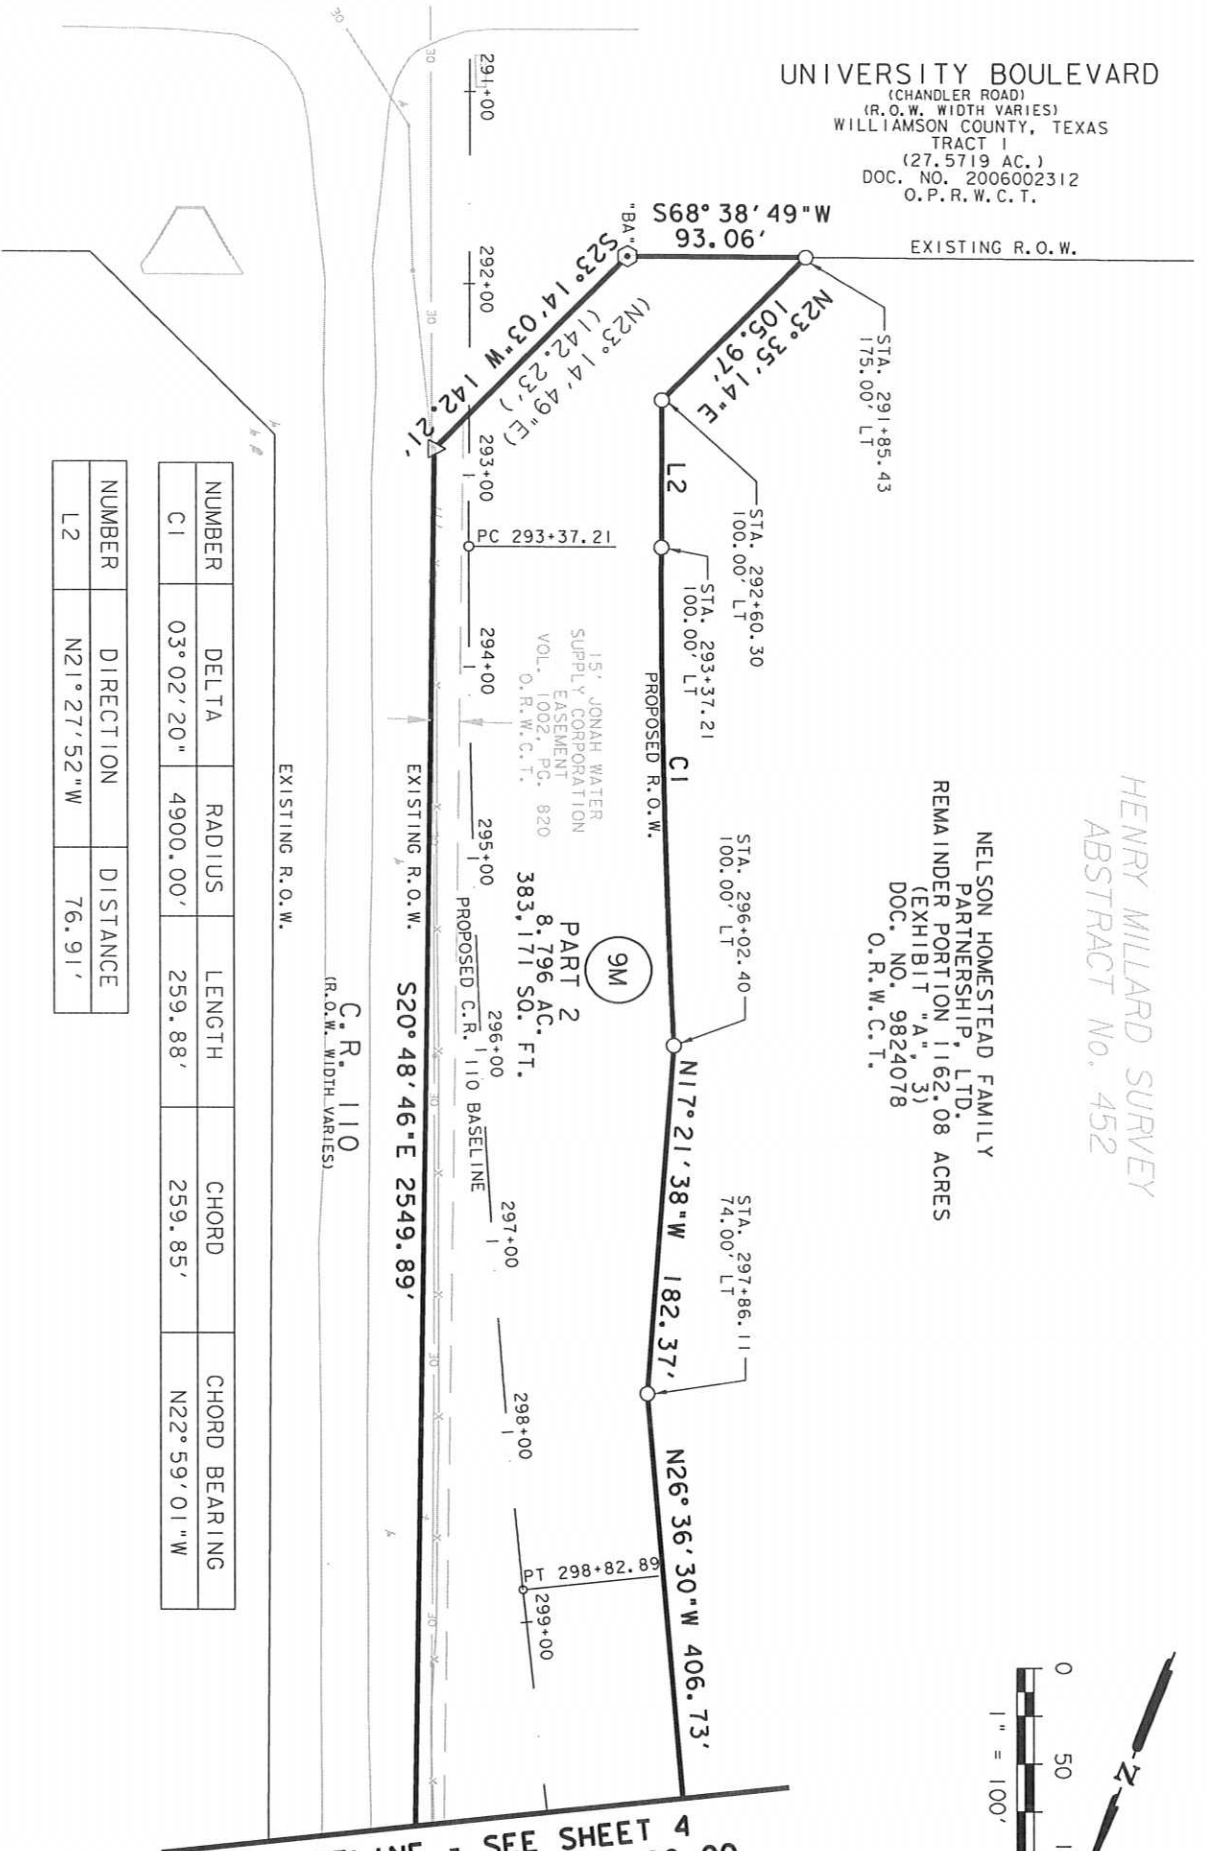 UNIVERSITY BOULEVARD
(CHANDLER ROAD)
(R.O.W. WIDTH VARIES)
WILLIAMSON COUNTY, TEXAS
TRACT 1
(27.5719 AC.)
DOC. NO. 2006002312
O.P.R.W.C.T.
EXISTING R.O.W.
S68°38'49"W
93.06'
"BA"
S23°14'03"W 142.21'
(N23°14'49"E)
(142.23')
N23°35'14"E
105.97'
STA. 291+85.43
175.00' LT
STA. 292+60.30
100.00' LT
STA. 293+37.21
100.00' LT
L2
C1
PROPOSED R.O.W.
STA. 296+02.40
100.00' LT
N17°21'38"W 182.37'
STA. 297+86.11
74.00' LT
N26°36'30"W 406.73'
HENRY MILLARD SURVEY
ABSTRACT No. 452
NELSON HOMESTEAD FAMILY
PARTNERSHIP, LTD.
REMAINDER PORTION 1162.08 ACRES
(EXHIBIT "A", 3)
DOC. NO. 9824078
O.R.W.C.T.
9M
PART 2
8.796 AC.
383,171 SQ. FT.
15' JONAH WATER
SUPPLY CORPORATION
EASEMENT
VOL. 1002, PG. 820
O.R.W.C.T.
291+00
292+00
293+00
PC 293+37.21
294+00
295+00
296+00
297+00
298+00
PT 298+82.89
299+00
PROPOSED C.R. 110 BASELINE
EXISTING R.O.W.
S20°48'46"E 2549.89'
C.R. 110
(R.O.W. WIDTH VARIES)
EXISTING R.O.W.
30
30
30
30
30
30
30
NUMBER DELTA RADIUS LENGTH CHORD CHORD BEARING
C1 03°02'20" 4900.00' 259.88' 259.85' N22°59'01"W
NUMBER DIRECTION DISTANCE
L2 N21°27'52"W 76.91'
0 50
1" = 100'
N
SEE SHEET 4